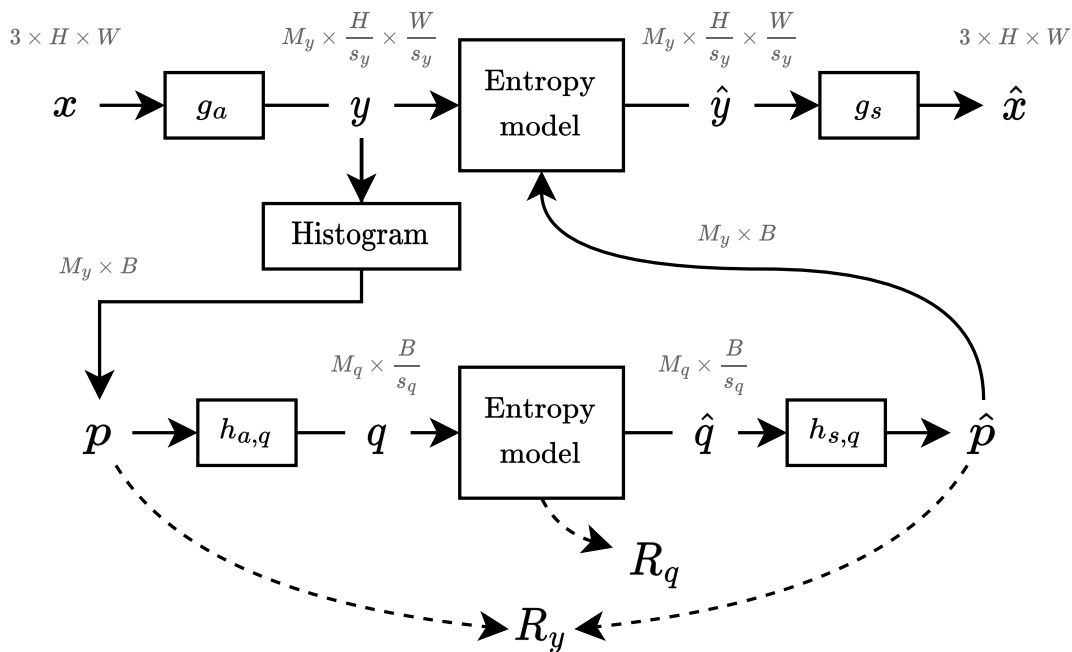 3 × H × W
M_y × H/s_y × W/s_y
M_y × H/s_y × W/s_y
3 × H × W
x
g_a
y
Entropy
model
ŷ
g_s
x̂
Histogram
M_y × B
M_y × B
M_q × B/s_q
M_q × B/s_q
p
h_{a,q}
q
Entropy
model
q̂
h_{s,q}
p̂
R_q
R_y